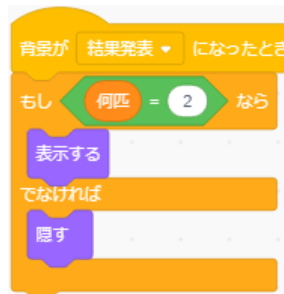 背景が 結果発表 ▼ になったとき
もし 何匹 = 2 なら
表示する
でなければ
隠す